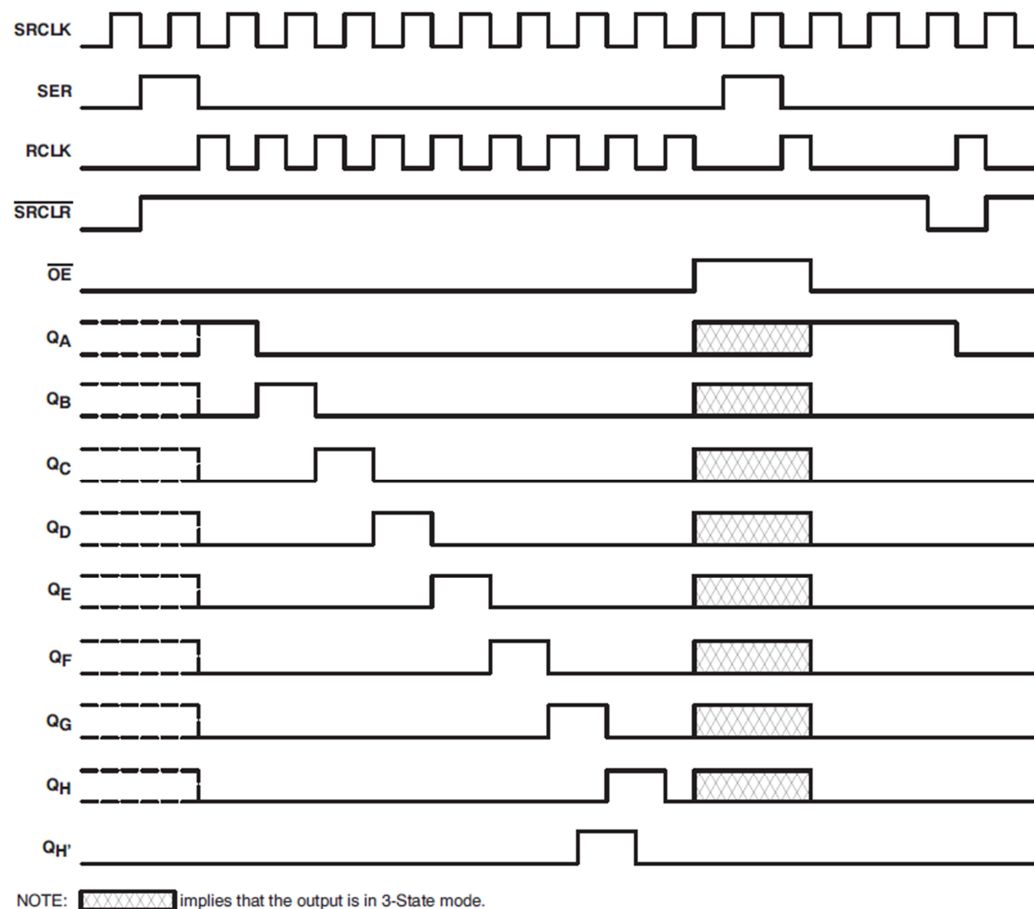 SRCLK
SER
RCLK
SRCLR
OE
QA
QB
QC
QD
QE
QF
QG
QH
QH'
NOTE: implies that the output is in 3-State mode.